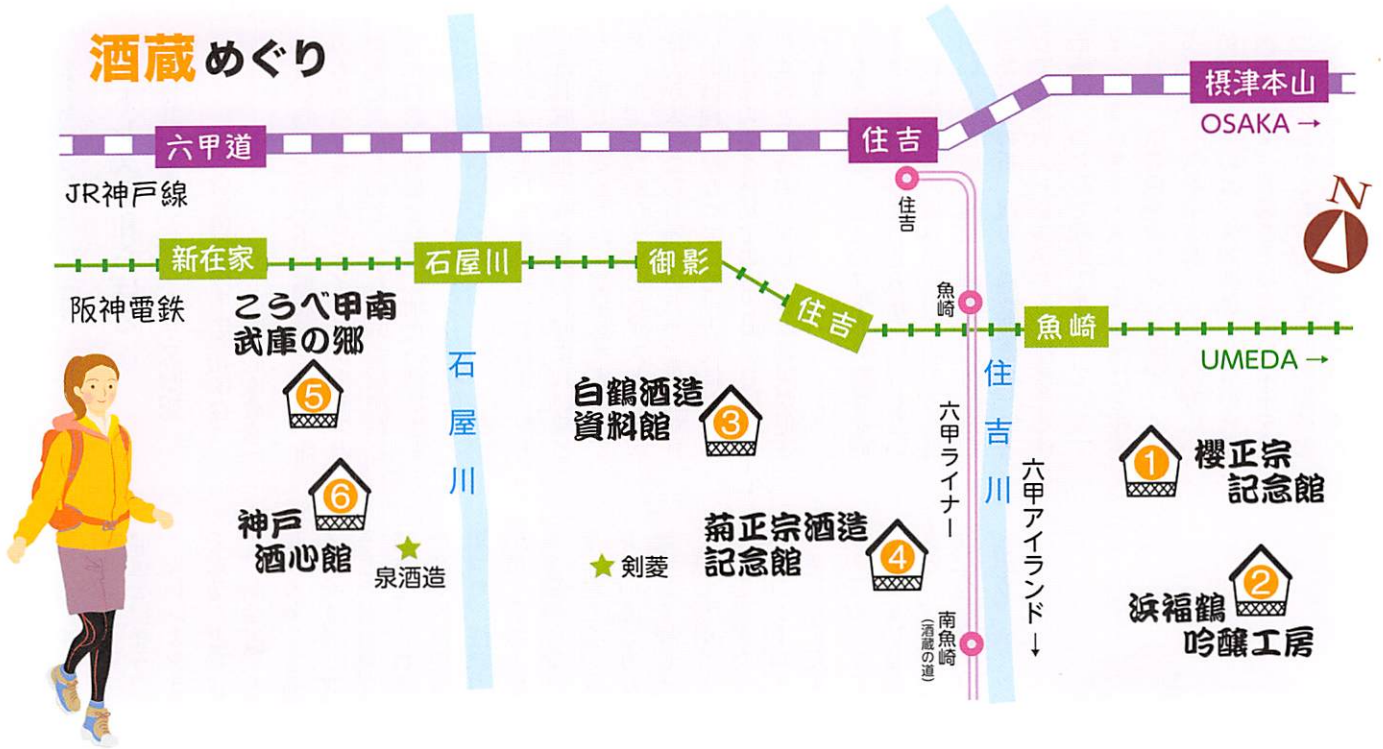 酒蔵めぐり
六甲道
住吉
摂津本山
OSAKA →
JR神戸線
住吉
N
新在家
石屋川
御影
住吉
魚崎
魚崎
阪神電鉄
UMEDA →
こうべ甲南
武庫の郷
5
石屋川
白鶴酒造
資料館
3
六甲ライナー
住吉川
六甲アイランド →
1
櫻正宗
記念館
6
神戸
酒心館
泉酒造
剣菱
菊正宗酒造
記念館
4
2
浜福鶴
吟醸工房
南魚崎
(酒蔵の道)